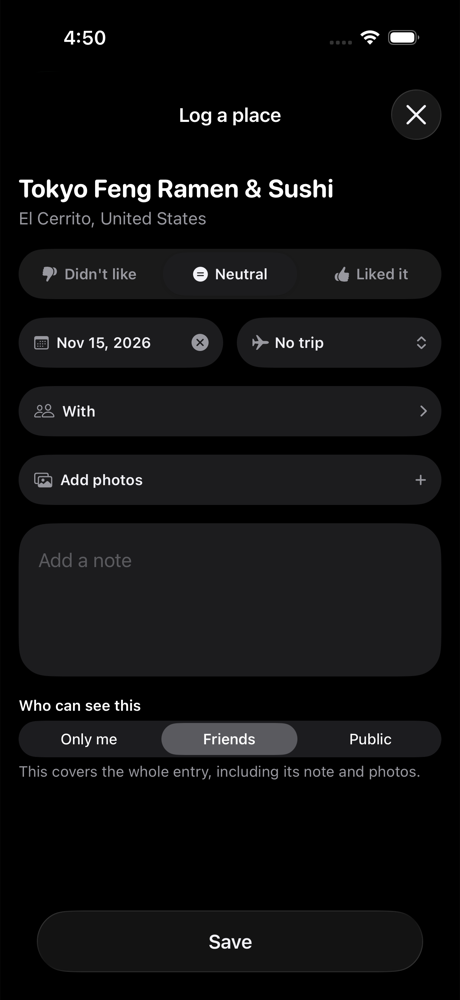 4:50
Log a place
Tokyo Feng Ramen & Sushi
El Cerrito, United States
Didn't like
Neutral
Liked it
Nov 15, 2026
No trip
With
Add photos
Add a note
Who can see this
Only me
Friends
Public
This covers the whole entry, including its note and photos.
Save